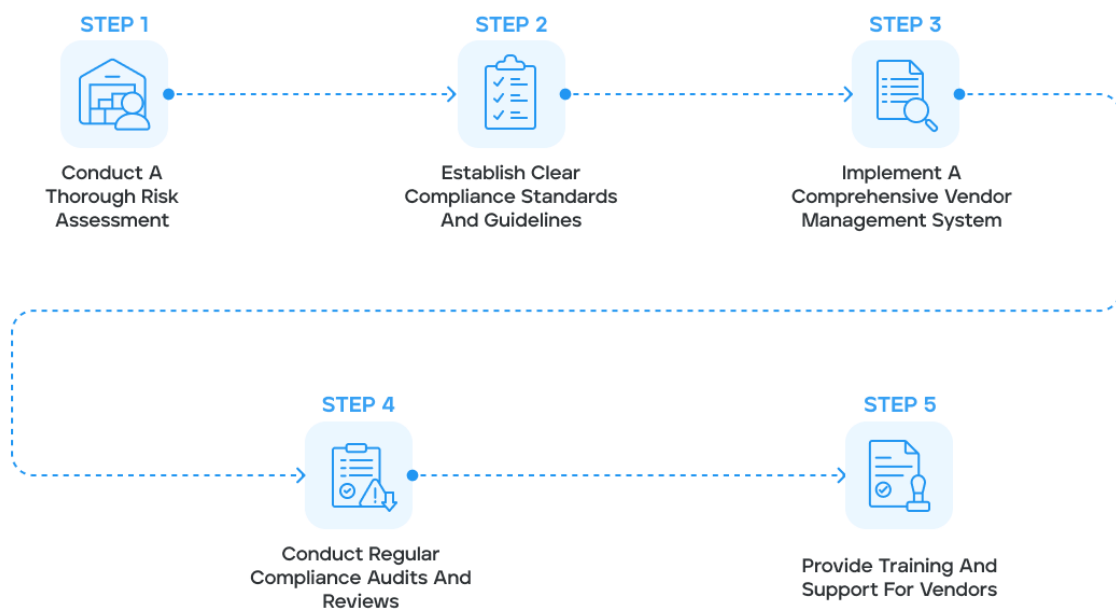 STEP 1
Conduct A
Thorough Risk
Assessment
STEP 2
Establish Clear
Compliance Standards
And Guidelines
STEP 3
Implement A
Comprehensive Vendor
Management System
STEP 4
Conduct Regular
Compliance Audits And
Reviews
STEP 5
Provide Training And
Support For Vendors